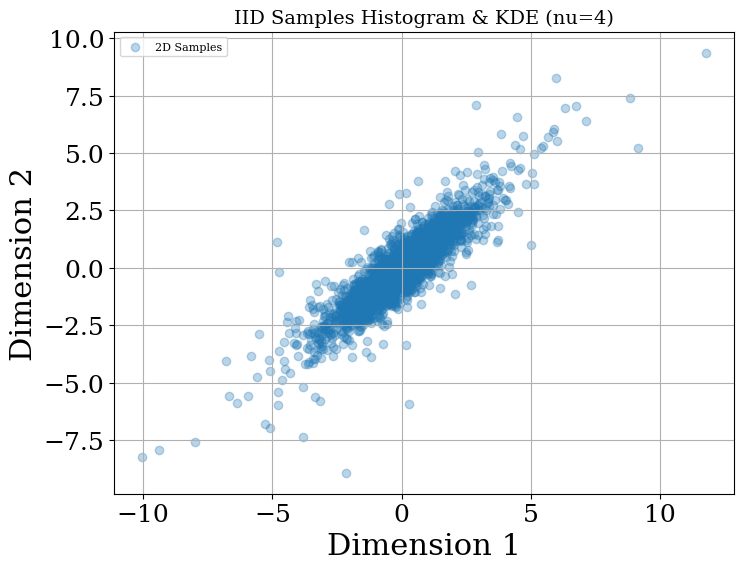 IID Samples Histogram & KDE (nu=4)
2D Samples
10.0
7.5
5.0
2.5
0.0
−2.5
−5.0
−7.5
Dimension 2
−10 −5 0 5 10
Dimension 1